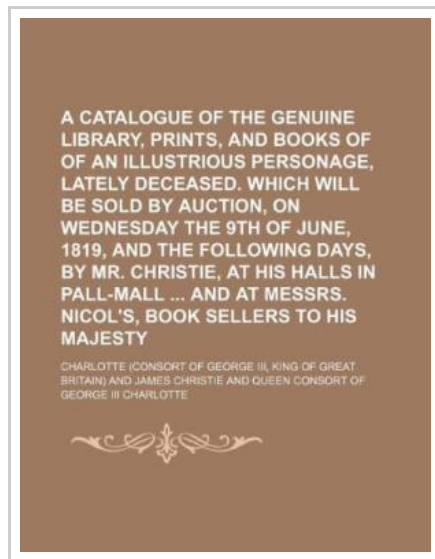 A CATALOGUE OF THE GENUINE
LIBRARY, PRINTS, AND BOOKS OF
OF AN ILLUSTRIOUS PERSONAGE,
LATELY DECEASED. WHICH WILL
BE SOLD BY AUCTION, ON
WEDNESDAY THE 9TH OF JUNE,
1819, AND THE FOLLOWING DAYS,
BY MR. CHRISTIE, AT HIS HALLS IN
PALL-MALL ... AND AT MESSRS.
NICOL'S, BOOK SELLERS TO HIS
MAJESTY
CHARLOTTE (CONSORT OF GEORGE III, KING OF GREAT
BRITAIN) AND JAMES CHRISTIE AND QUEEN CONSORT OF
GEORGE III CHARLOTTE